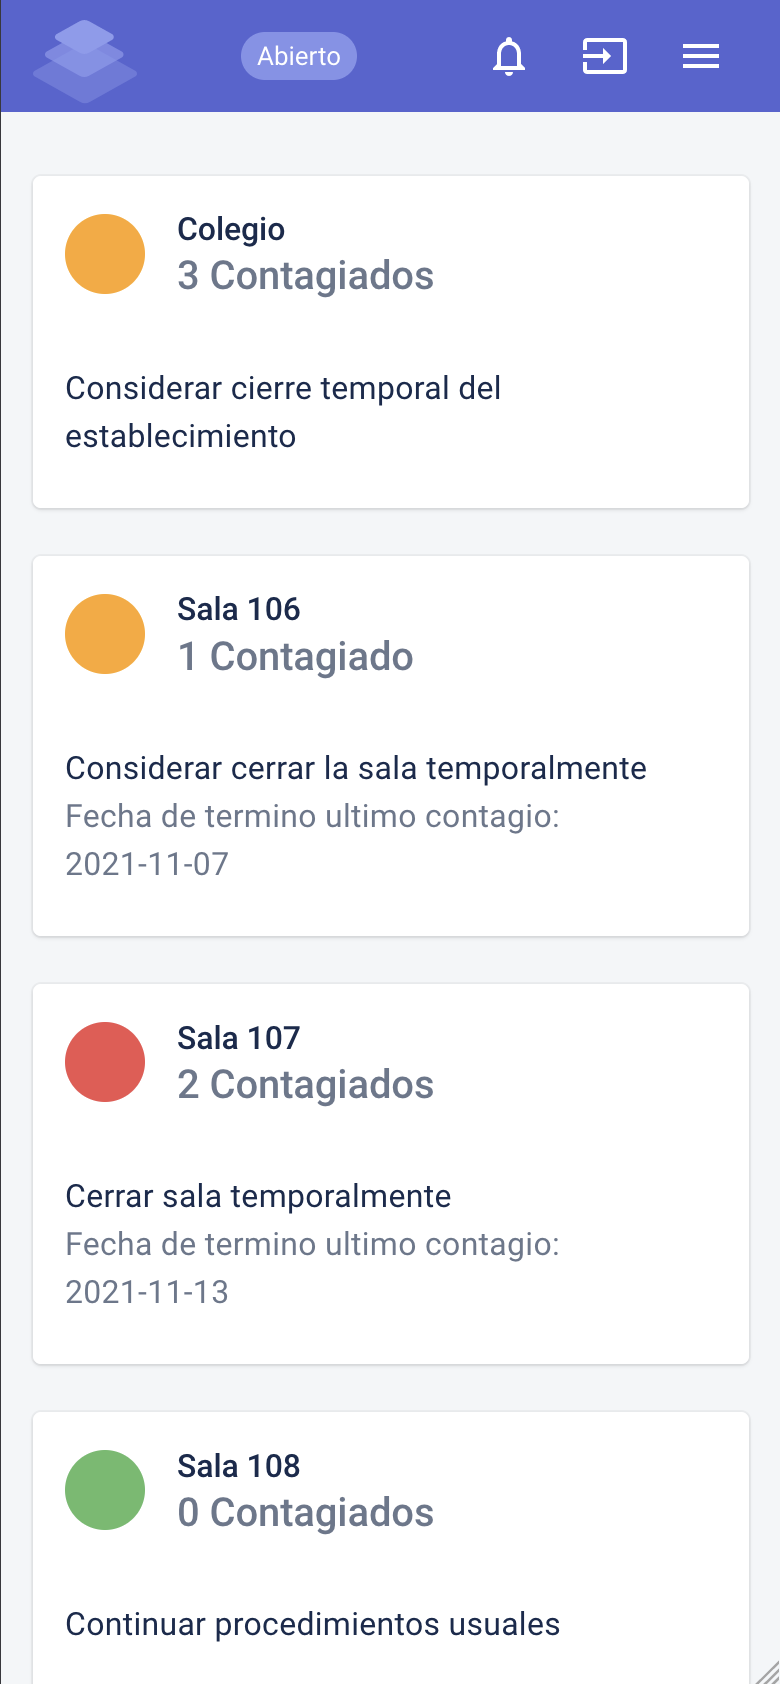 Abierto
Colegio
3 Contagiados
Considerar cierre temporal del
establecimiento
Sala 106
1 Contagiado
Considerar cerrar la sala temporalmente
Fecha de termino ultimo contagio:
2021-11-07
Sala 107
2 Contagiados
Cerrar sala temporalmente
Fecha de termino ultimo contagio:
2021-11-13
Sala 108
0 Contagiados
Continuar procedimientos usuales